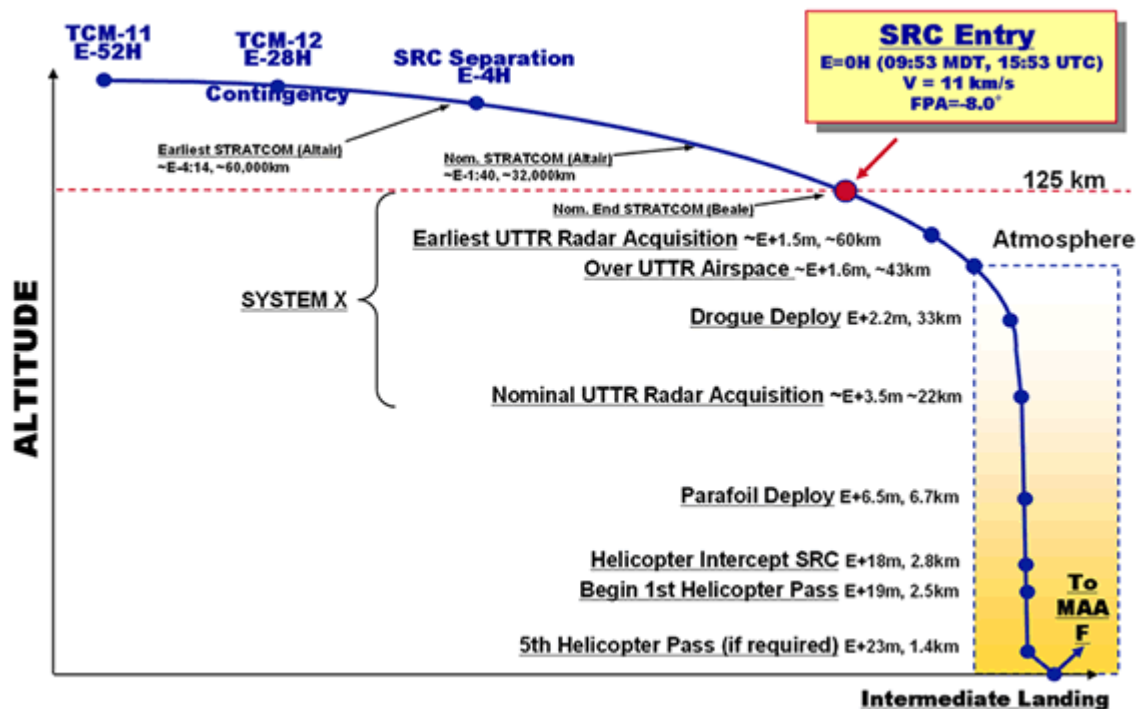 TCM-11
E-52H
TCM-12
E-28H
Contingency
SRC Separation
E-4H
SRC Entry
E=0H (09:53 MDT, 15:53 UTC)
V = 11 km/s
FPA=-8.0°
Earliest STRATCOM (Altair)
~E-4:14, ~60,000km
Nom. STRATCOM (Altair)
~E-1:40, ~32,000km
125 km
Nom. End STRATCOM (Beale)
Earliest UTTR Radar Acquisition ~E+1.5m, ~60km
Atmosphere
Over UTTR Airspace ~E+1.6m, ~43km
SYSTEM X
Drogue Deploy E+2.2m, 33km
Nominal UTTR Radar Acquisition ~E+3.5m ~22km
ALTITUDE
Parafoil Deploy E+6.5m, 6.7km
Helicopter Intercept SRC E+18m, 2.8km
Begin 1st Helicopter Pass E+19m, 2.5km
To
MAA
F
5th Helicopter Pass (if required) E+23m, 1.4km
Intermediate Landing